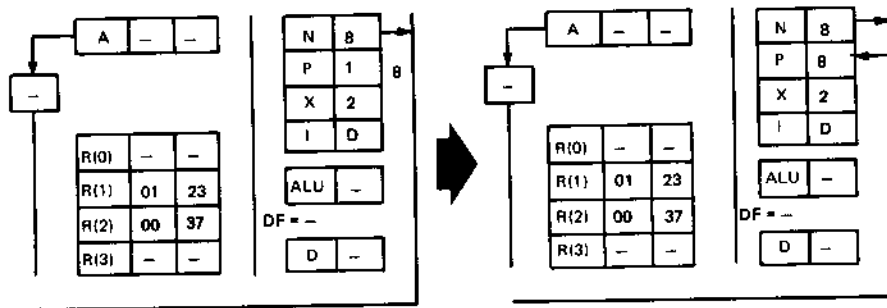 A – –
–
R(0) – –
R(1) 01 23
R(2) 00 37
R(3) – –
N 8
P 1
X 2
I D
8
ALU –
DF = –
D –
A – –
–
R(0) – –
R(1) 01 23
R(2) 00 37
R(3) – –
N 8
P 8
X 2
I D
ALU –
DF = –
D –